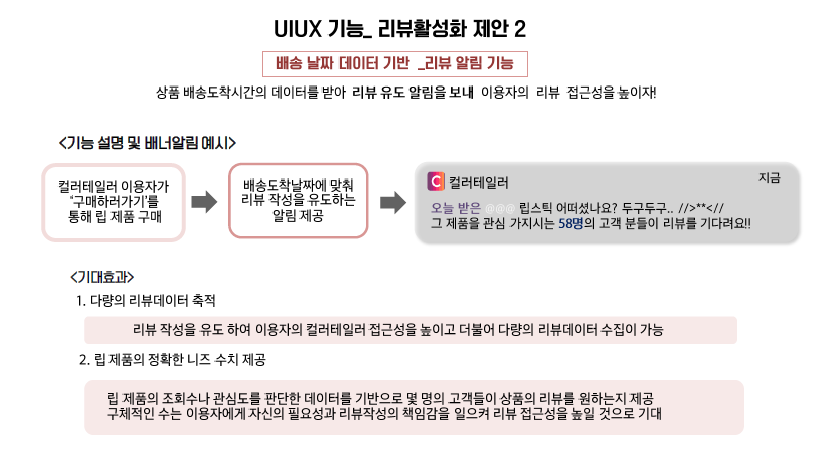 UIUX 기능_ 리뷰활성화 제안 2
배송 날짜 데이터 기반 _리뷰 알림 기능
상품 배송도착시간의 데이터를 받아 리뷰 유도 알림을 보내 이용자의 리뷰 접근성을 높이자!
<기능 설명 및 배너알림 예시>
컬러테일러 이용자가
'구매하러가기'를
통해 립 제품 구매
배송도착날짜에 맞춰
리뷰 작성을 유도하는
알림 제공
C 컬러테일러
지금
오늘 받은 @@@ 립스틱 어떠셨나요? 두구두구.. //>**<//
그 제품을 관심 가지시는 58명의 고객 분들이 리뷰를 기다려요!!
<기대효과>
1. 다량의 리뷰데이터 축적
리뷰 작성을 유도 하여 이용자의 컬러테일러 접근성을 높이고 더불어 다량의 리뷰데이터 수집이 가능
2. 립 제품의 정확한 니즈 수치 제공
립 제품의 조회수나 관심도를 판단한 데이터를 기반으로 몇 명의 고객들이 상품의 리뷰를 원하는지 제공
구체적인 수는 이용자에게 자신의 필요성과 리뷰작성의 책임감을 일으켜 리뷰 접근성을 높일 것으로 기대